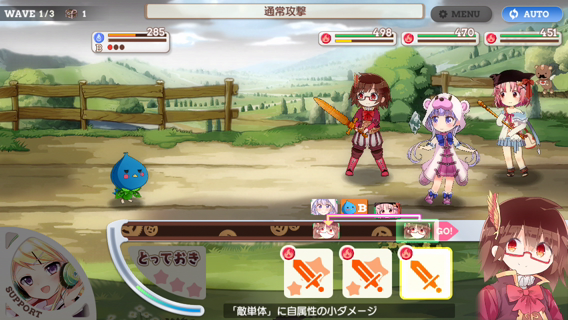 WAVE 1/3 1
通常攻撃
MENU
AUTO
285
B
498
470
451
B
GO!
とっておき
SUPPORT
「敵単体」に自属性の小ダメージ